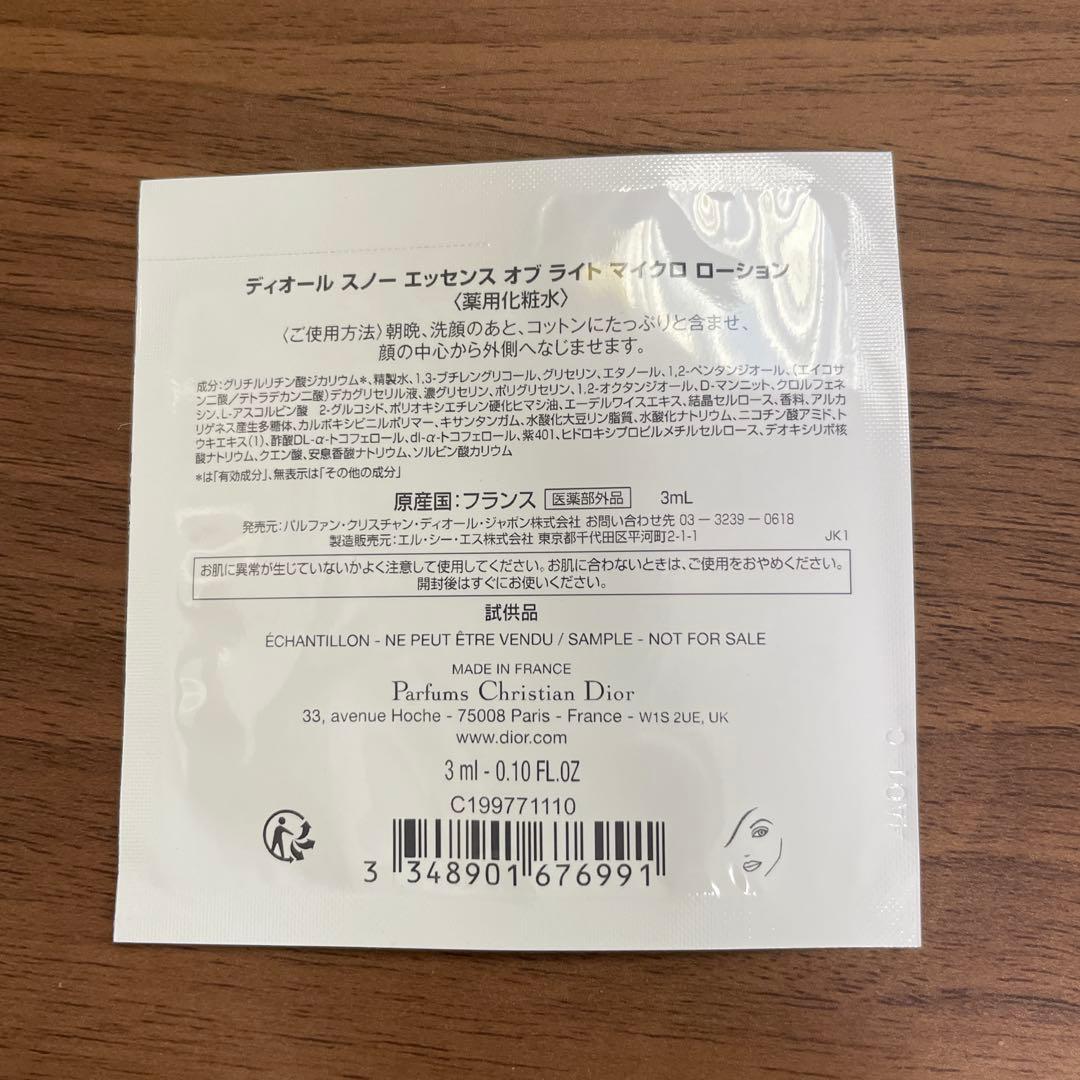 ディオール スノー エッセンス オブ ライト マイクロ ローション
〈薬用化粧水〉
〈ご使用方法〉朝晩、洗顔のあと、コットンにたっぷりと含ませ、
顔の中心から外側へなじませます。
成分:グリチルリチン酸ジカリウム*、精製水、1,3-ブチレングリコール、グリセリン、エタノール、1,2-ペンタンジオール、(エイコサ
ン二酸/テトラデカン二酸)デカグリセリル液、濃グリセリン、ポリグリセリン、1,2-オクタンジオール、D-マンニット、クロルフェネ
シン、L-アスコルビン酸 2-グルコシド、ポリオキシエチレン硬化ヒマシ油、エーデルワイスエキス、結晶セルロース、香料、アルカ
リゲネス産生多糖体、カルボキシビニルポリマー、キサンタンガム、水酸化大豆リン脂質、水酸化ナトリウム、ニコチン酸アミド、ト
ウキエキス(1)、酢酸DL-α-トコフェロール、dl-α-トコフェロール、紫401、ヒドロキシプロピルメチルセルロース、デオキシリボ核
酸ナトリウム、クエン酸、安息香酸ナトリウム、ソルビン酸カリウム
*は「有効成分」、無表示は「その他の成分」
原産国:フランス 医薬部外品 3mL
発売元:パルファン・クリスチャン・ディオール・ジャポン株式会社 お問い合わせ先 03-3239-0618
製造販売元:エル・シー・エス株式会社 東京都千代田区平河町2-1-1 JK1
お肌に異常が生じていないかよく注意して使用してください。お肌に合わないときは、ご使用をおやめください。
開封後はすぐにお使いください。
試供品
ÉCHANTILLON - NE PEUT ÊTRE VENDU / SAMPLE - NOT FOR SALE
MADE IN FRANCE
Parfums Christian Dior
33, avenue Hoche - 75008 Paris - France - W1S 2UE, UK
www.dior.com
3 ml - 0.10 FL.OZ
C199771110
3 348901 676991